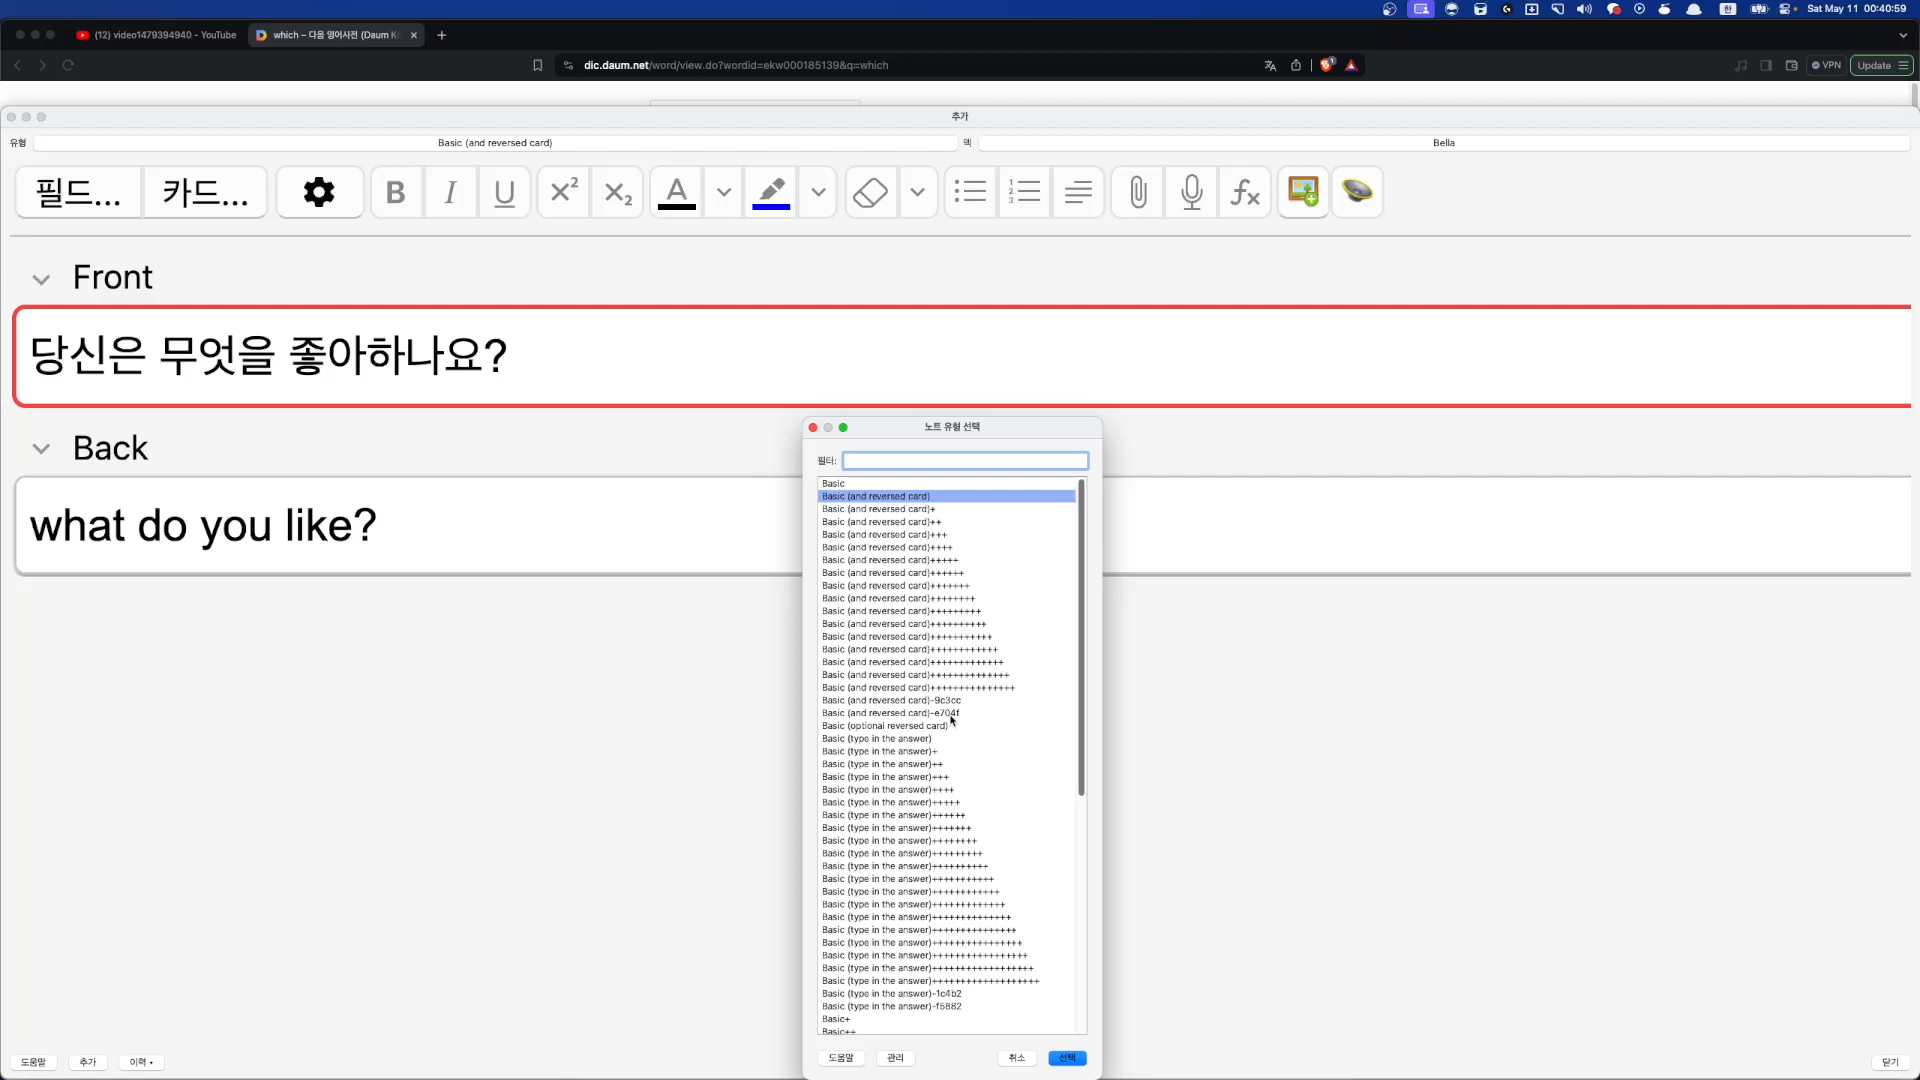 Sat May 11 00:40:59
(12) video1479394940 - YouTube
which – 다음 영어사전 (Daum K
dic.daum.net/word/view.do?wordid=ekw000185139&q=which
VPN
Update
추가
유형
Basic (and reversed card)
덱
Bella
필드...
카드...
B I U X² X₂ A fx
Front
당신은 무엇을 좋아하나요?
Back
what do you like?
노트 유형 선택
필터:
Basic
Basic (and reversed card)
Basic (and reversed card)+
Basic (and reversed card)++
Basic (and reversed card)+++
Basic (and reversed card)++++
Basic (and reversed card)+++++
Basic (and reversed card)++++++
Basic (and reversed card)+++++++
Basic (and reversed card)++++++++
Basic (and reversed card)+++++++++
Basic (and reversed card)++++++++++
Basic (and reversed card)+++++++++++
Basic (and reversed card)++++++++++++
Basic (and reversed card)+++++++++++++
Basic (and reversed card)++++++++++++++
Basic (and reversed card)+++++++++++++++
Basic (and reversed card)-9c3cc
Basic (and reversed card)-e704f
Basic (optional reversed card)
Basic (type in the answer)
Basic (type in the answer)+
Basic (type in the answer)++
Basic (type in the answer)+++
Basic (type in the answer)++++
Basic (type in the answer)+++++
Basic (type in the answer)++++++
Basic (type in the answer)+++++++
Basic (type in the answer)++++++++
Basic (type in the answer)+++++++++
Basic (type in the answer)++++++++++
Basic (type in the answer)+++++++++++
Basic (type in the answer)++++++++++++
Basic (type in the answer)+++++++++++++
Basic (type in the answer)++++++++++++++
Basic (type in the answer)+++++++++++++++
Basic (type in the answer)++++++++++++++++
Basic (type in the answer)+++++++++++++++++
Basic (type in the answer)++++++++++++++++++
Basic (type in the answer)+++++++++++++++++++
Basic (type in the answer)-1c4b2
Basic (type in the answer)-f5882
Basic+
Basic++
도움말
관리
취소
선택
도움말
추가
이력
닫기